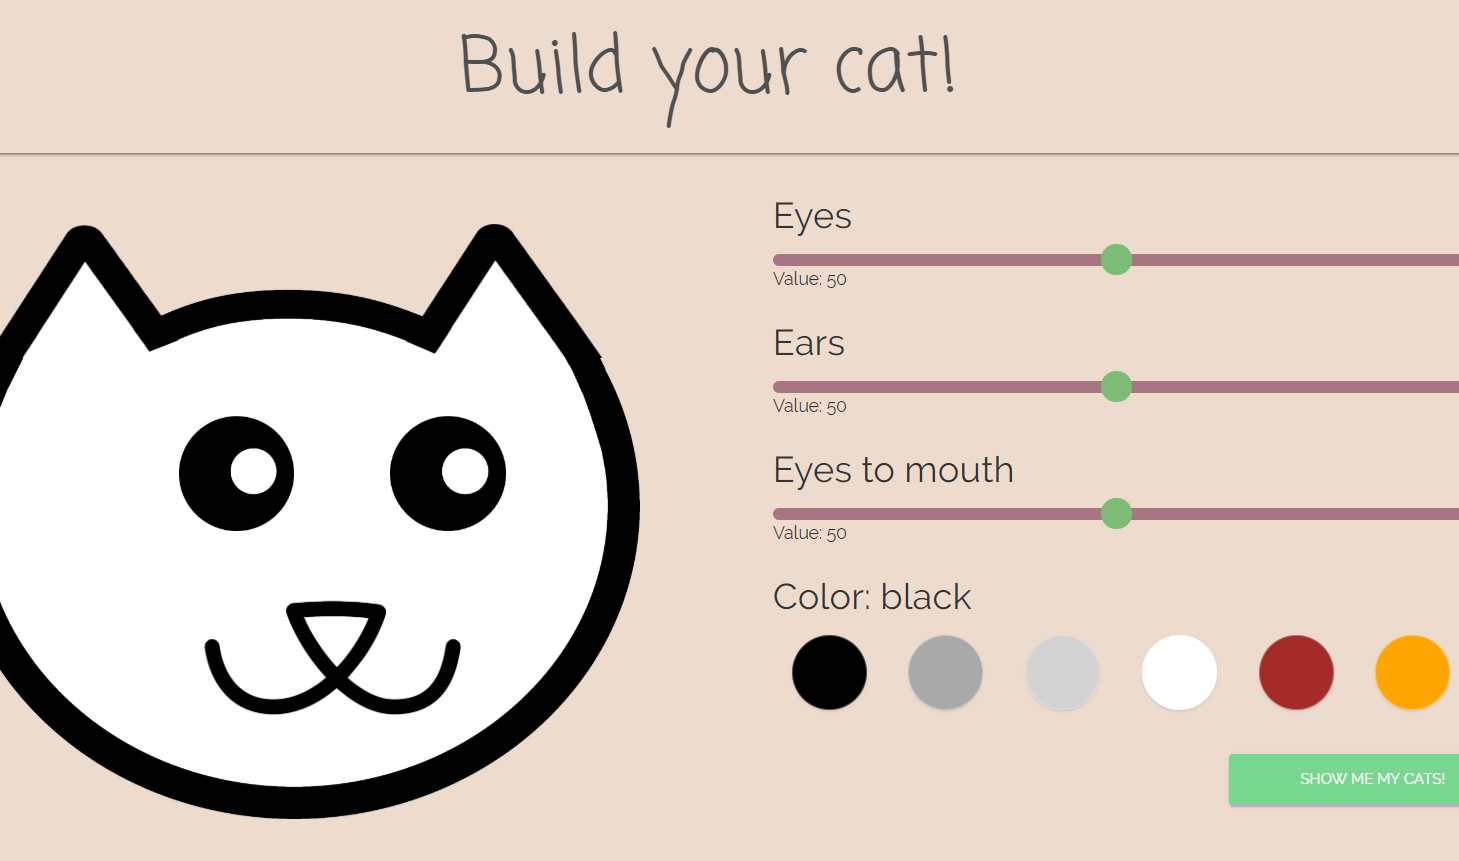 Build your cat!
Eyes
Value: 50
Ears
Value: 50
Eyes to mouth
Value: 50
Color: black
SHOW ME MY CATS!